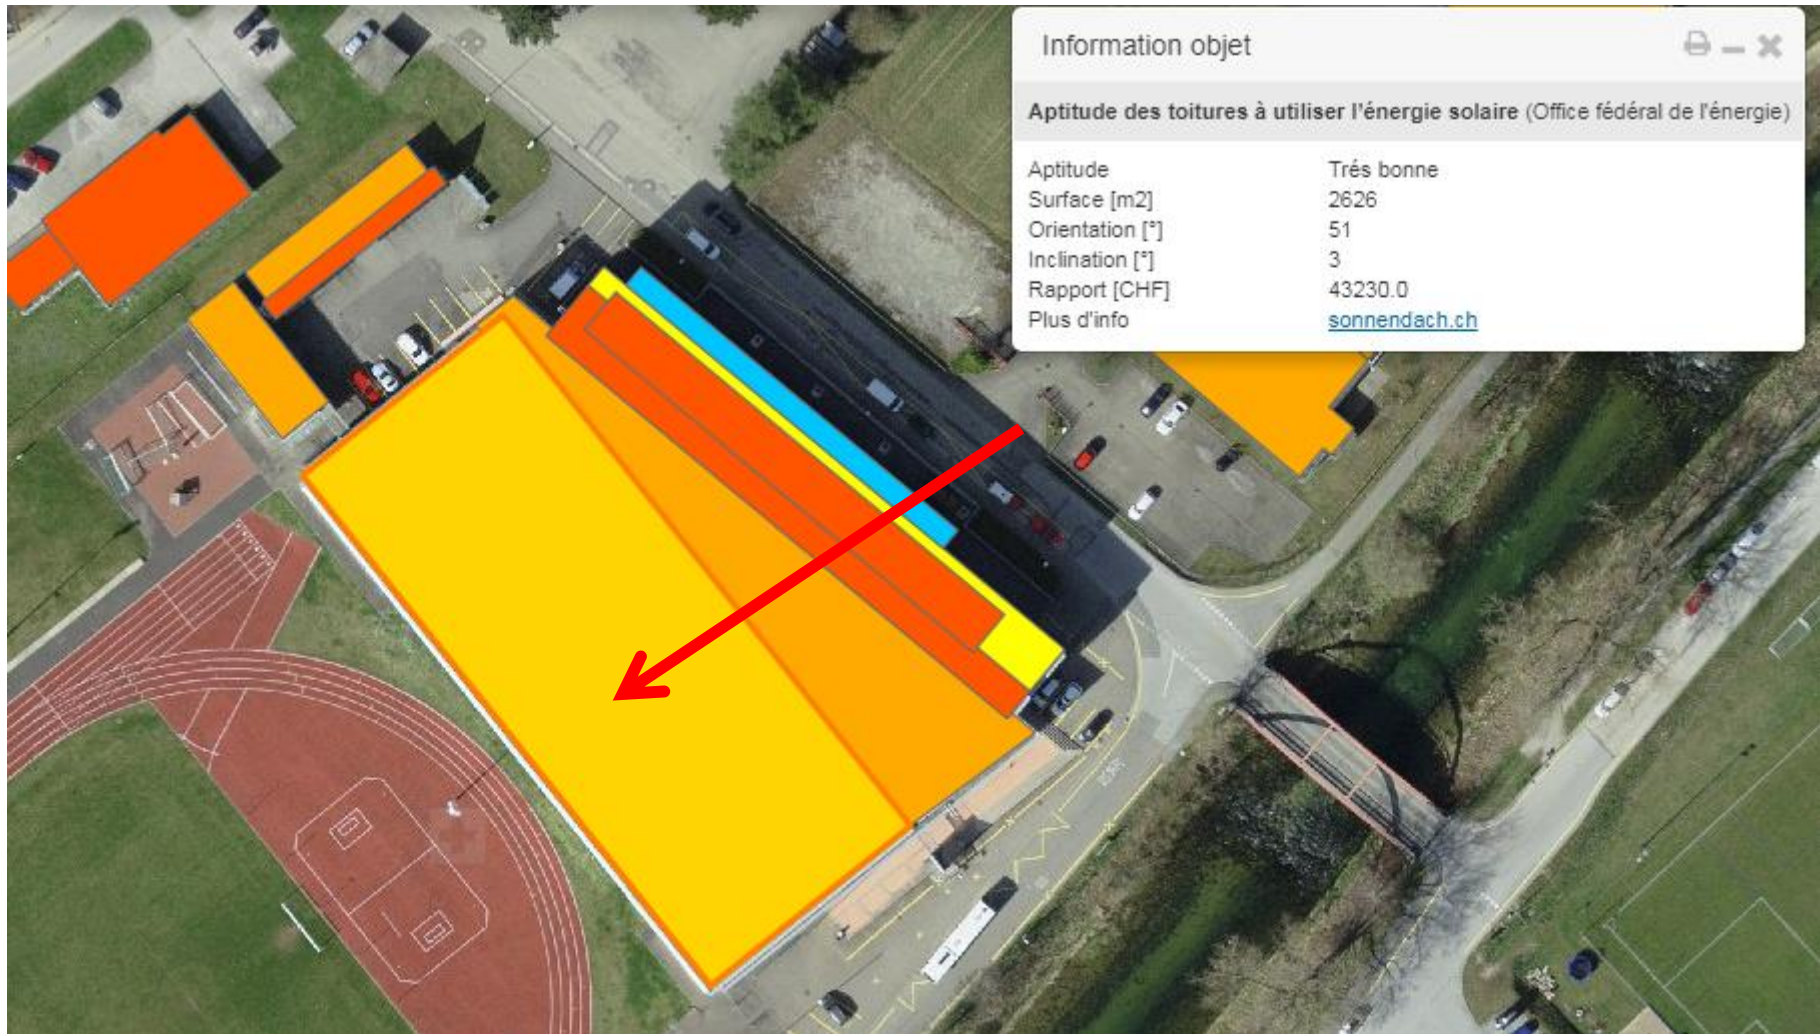 Information objet
Aptitude des toitures à utiliser l'énergie solaire (Office fédéral de l'énergie)
Aptitude Trés bonne
Surface [m2] 2626
Orientation [°] 51
Inclination [°] 3
Rapport [CHF] 43230.0
Plus d'info sonnendach.ch